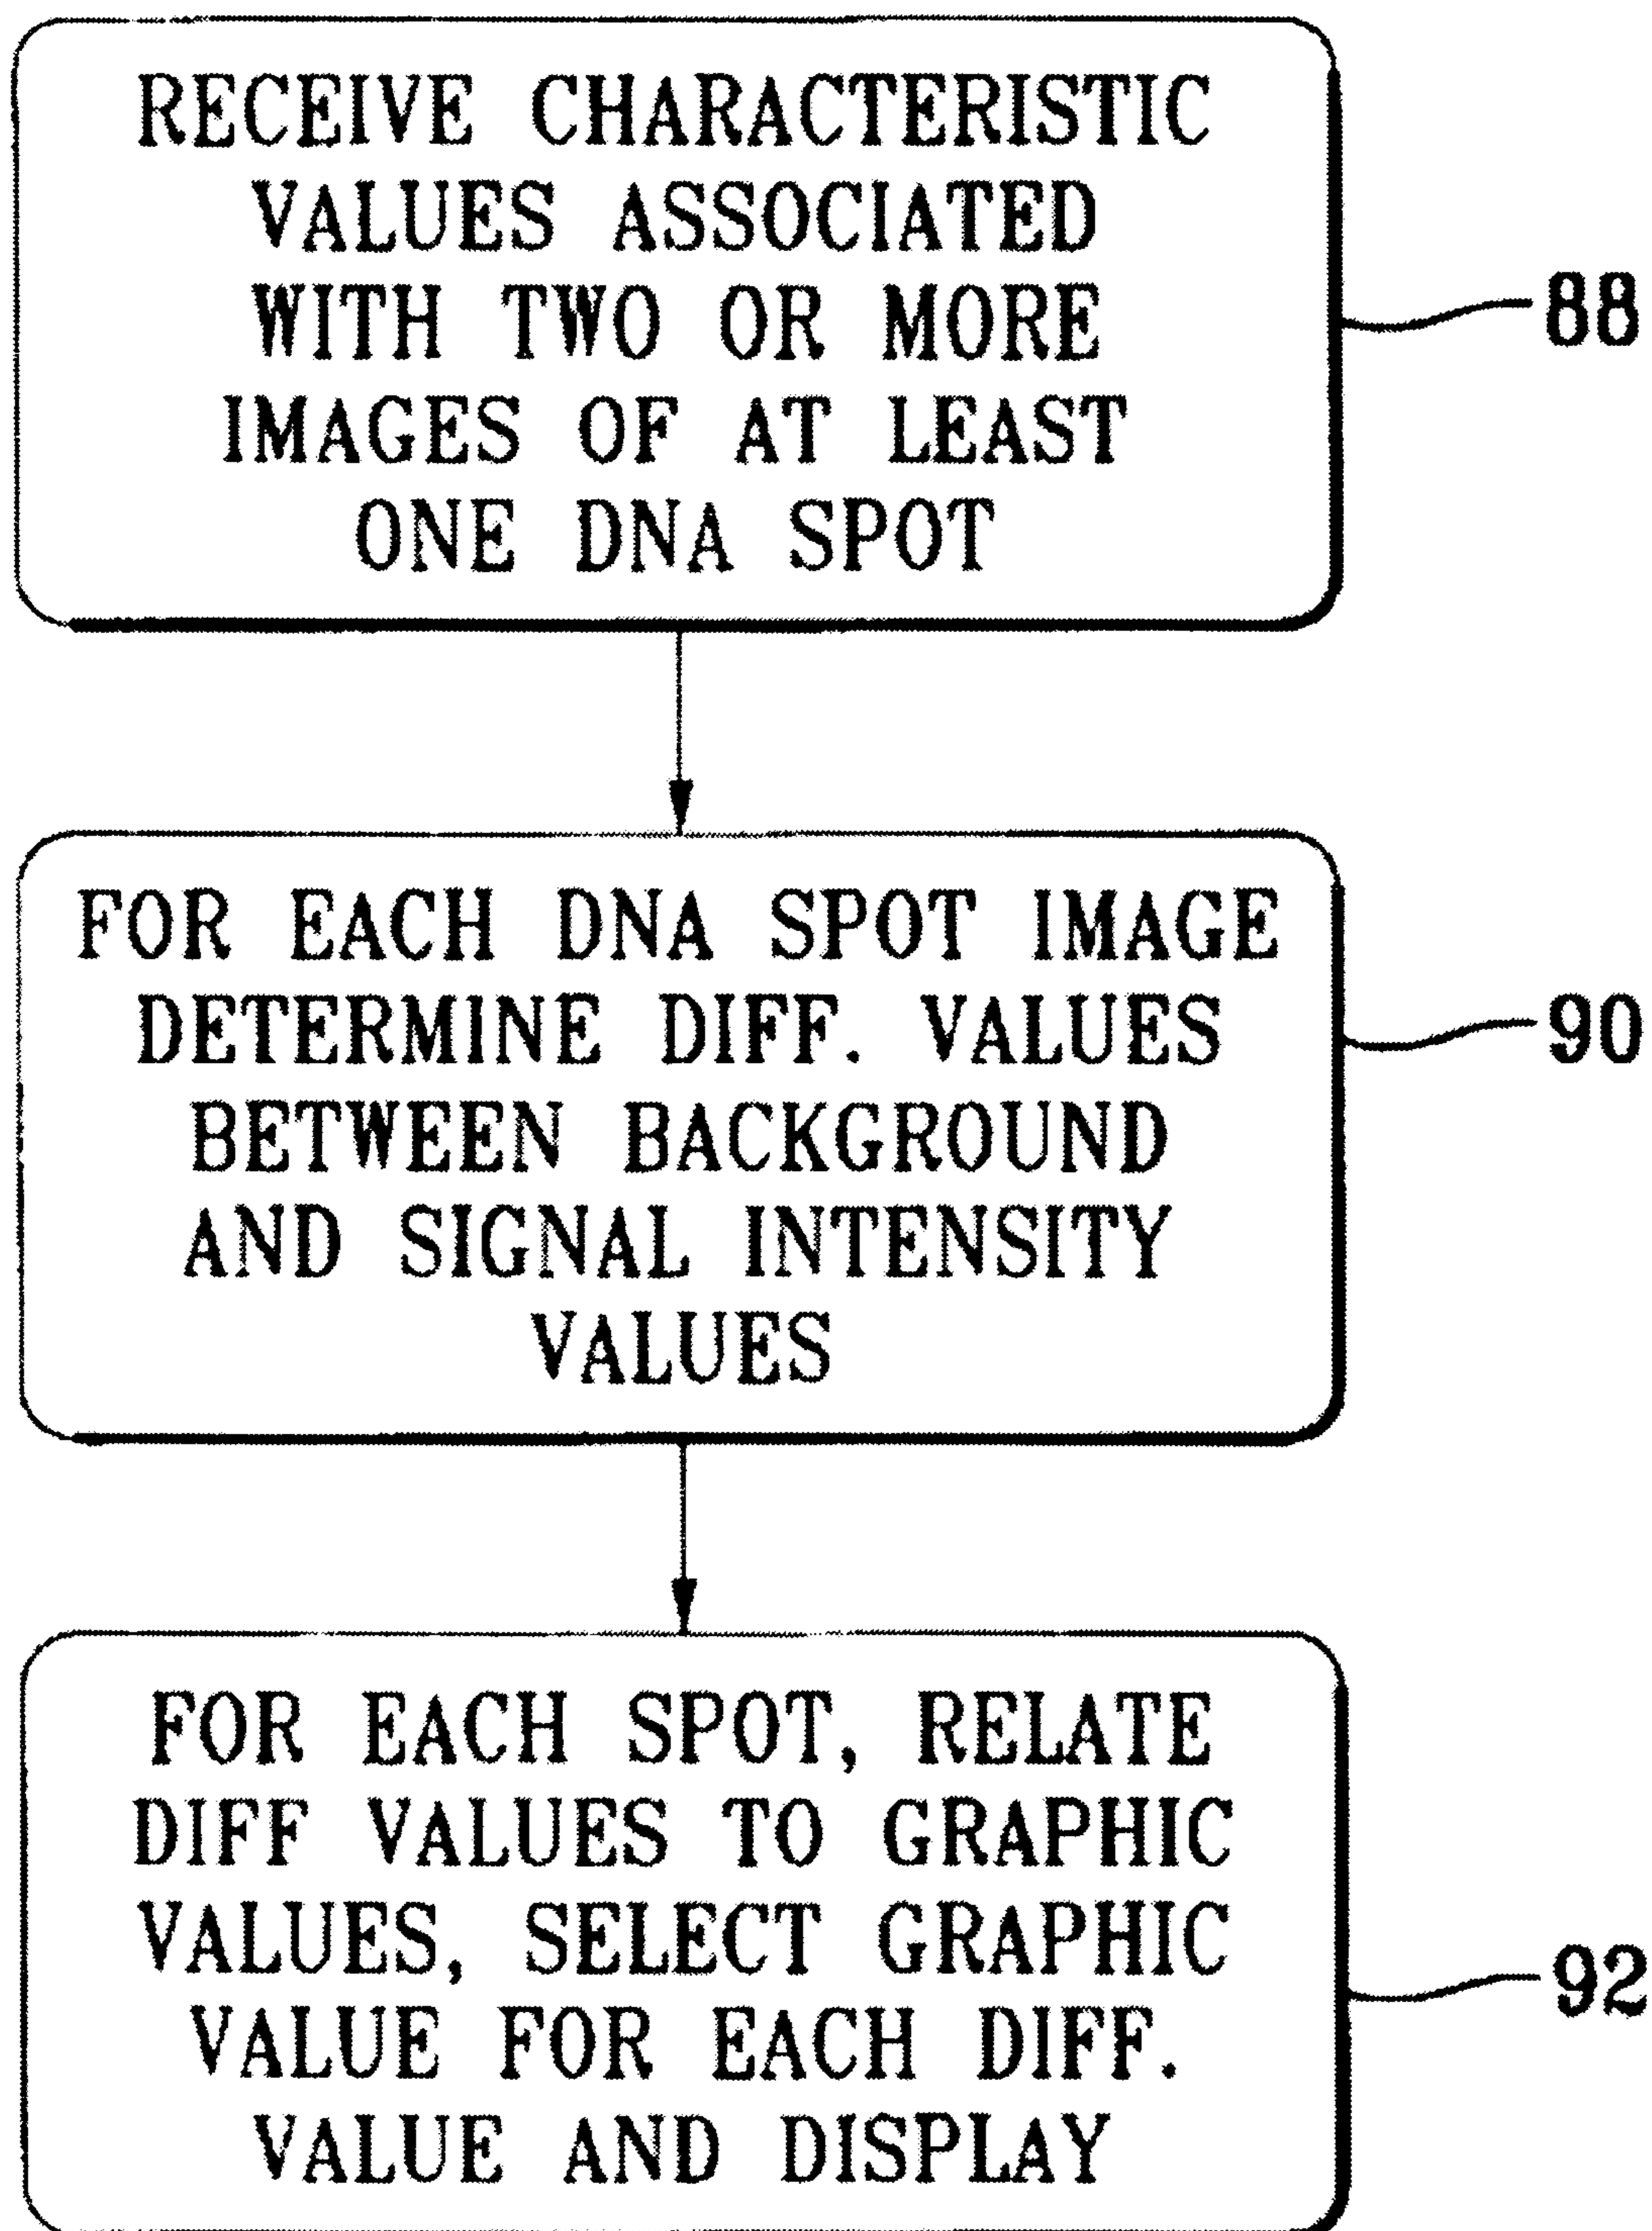 RECEIVE CHARACTERISTIC
VALUES ASSOCIATED
WITH TWO OR MORE
IMAGES OF AT LEAST
ONE DNA SPOT
88
FOR EACH DNA SPOT IMAGE
DETERMINE DIFF. VALUES
BETWEEN BACKGROUND
AND SIGNAL INTENSITY
VALUES
90
FOR EACH SPOT, RELATE
DIFF VALUES TO GRAPHIC
VALUES, SELECT GRAPHIC
VALUE FOR EACH DIFF.
VALUE AND DISPLAY
92